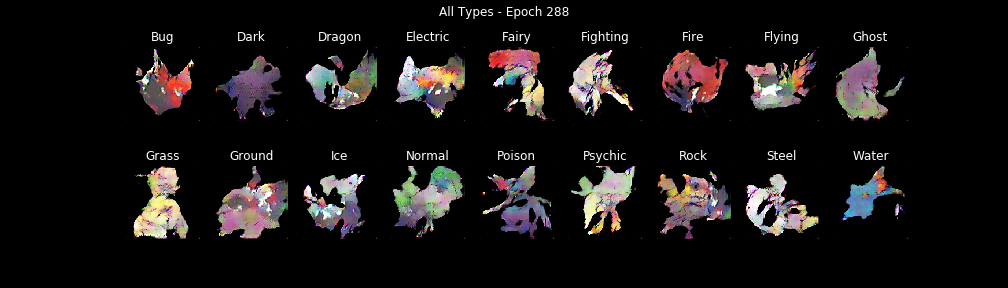 All Types - Epoch 288
Bug Dark Dragon Electric Fairy Fighting Fire Flying Ghost
Grass Ground Ice Normal Poison Psychic Rock Steel Water